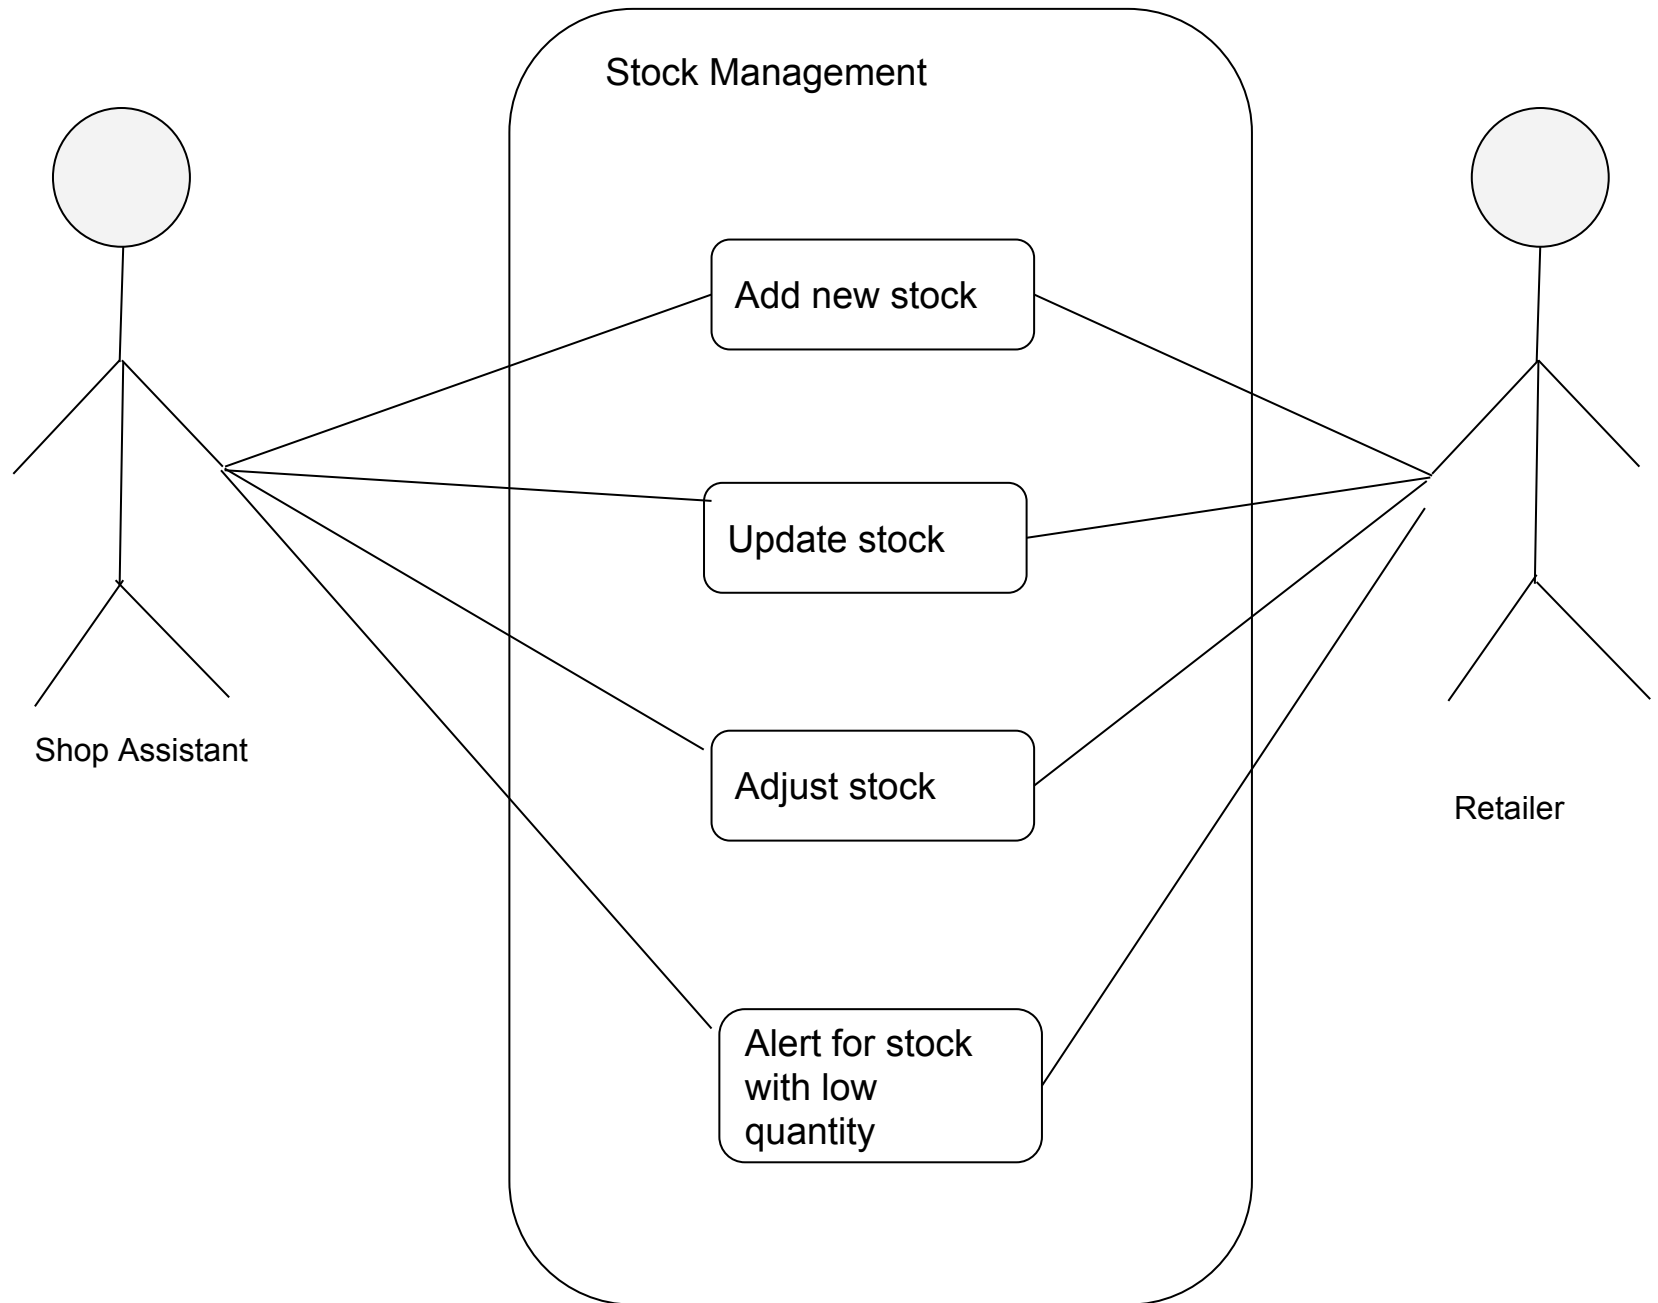 Stock Management
Add new stock
Update stock
Shop Assistant
Adjust stock
Retailer
Alert for stock
with low
quantity